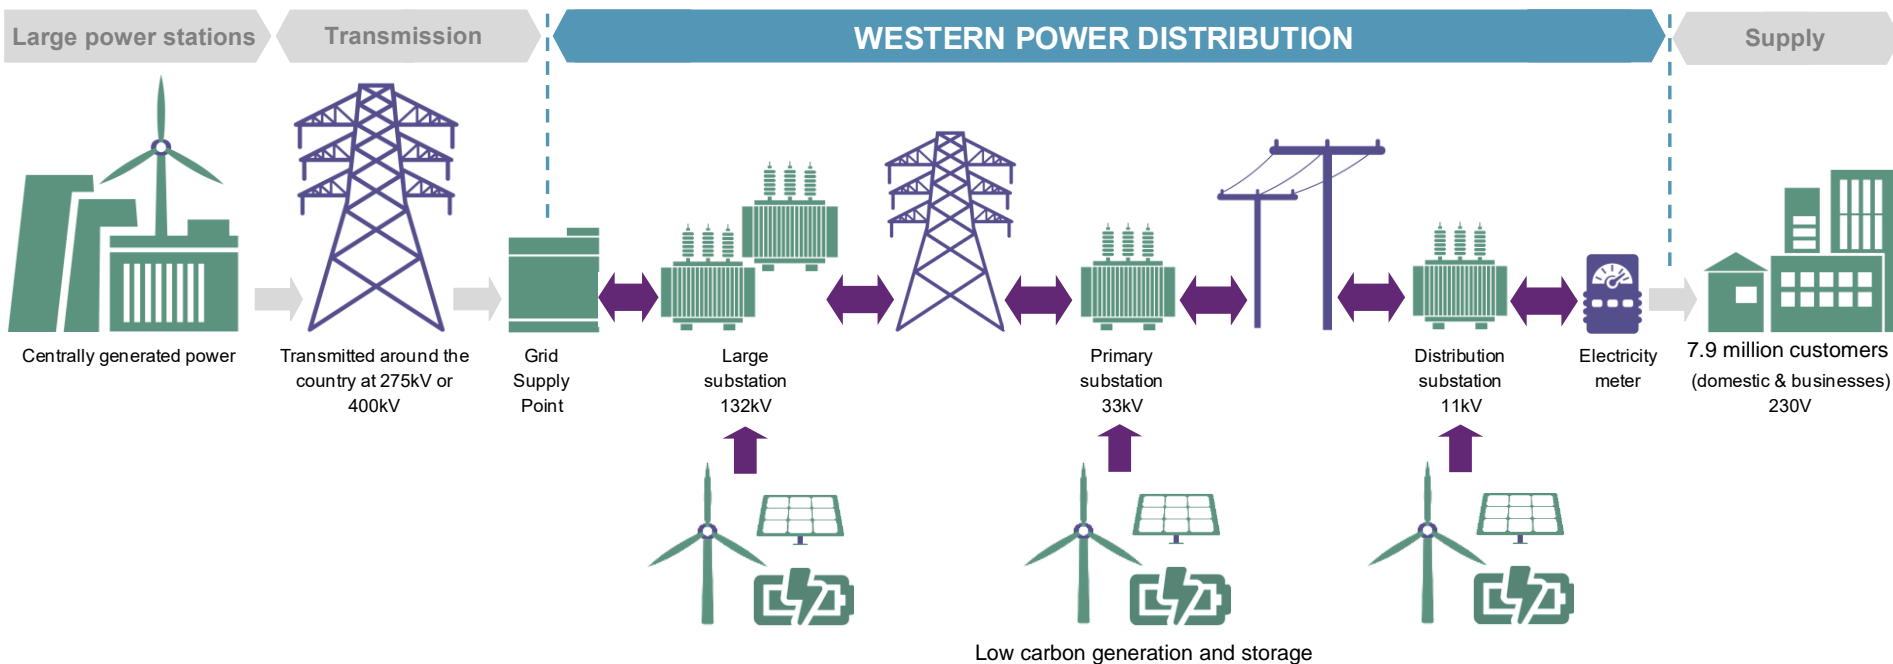 Large power stations
Transmission
WESTERN POWER DISTRIBUTION
Supply
Centrally generated power
Transmitted around the
country at 275kV or
400kV
Grid
Supply
Point
Large
substation
132kV
Primary
substation
33kV
Distribution
substation
11kV
Electricity
meter
7.9 million customers
(domestic & businesses)
230V
Low carbon generation and storage